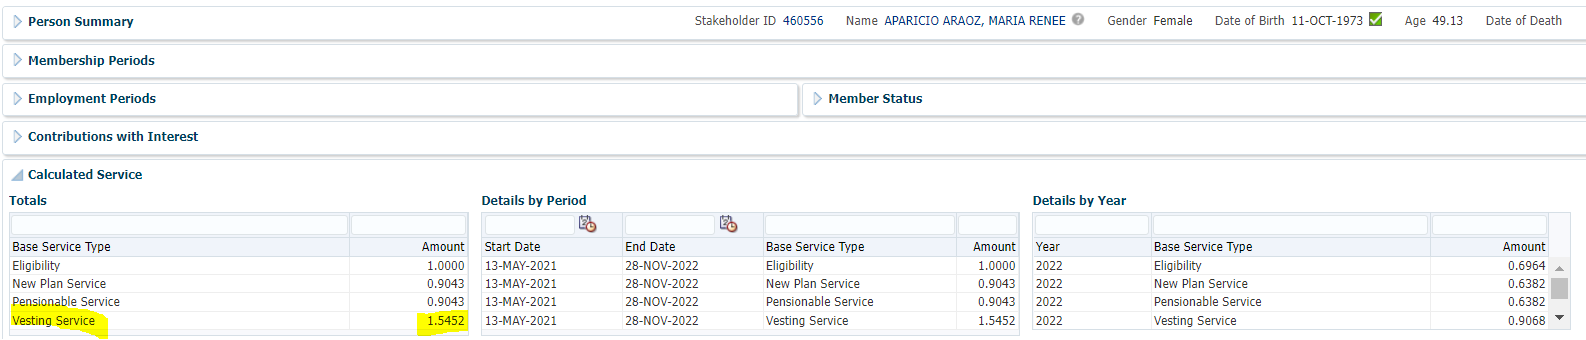 Person Summary Stakeholder ID 460556 Name APARICIO ARAOZ, MARIA RENEE Gender Female Date of Birth 11-OCT-1973 Age 49.13 Date of Death
Membership Periods
Employment Periods Member Status
Contributions with Interest
Calculated Service
Totals Details by Period Details by Year
Base Service Type Amount Start Date End Date Base Service Type Amount Year Base Service Type Amount
Eligibility 1.0000 13-MAY-2021 28-NOV-2022 Eligibility 1.0000 2022 Eligibility 0.6964
New Plan Service 0.9043 13-MAY-2021 28-NOV-2022 New Plan Service 0.9043 2022 New Plan Service 0.6382
Pensionable Service 0.9043 13-MAY-2021 28-NOV-2022 Pensionable Service 0.9043 2022 Pensionable Service 0.6382
Vesting Service 1.5452 13-MAY-2021 28-NOV-2022 Vesting Service 1.5452 2022 Vesting Service 0.9068